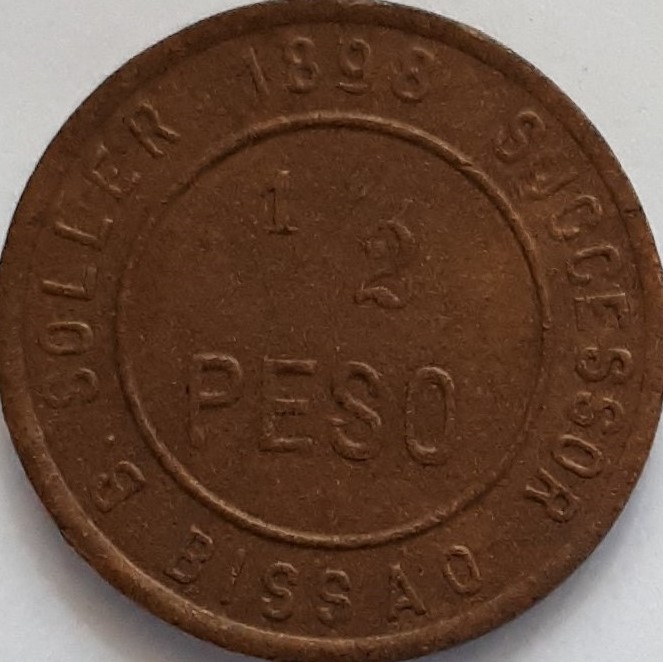 B. SOLLER 1898 SUCCESSOR
1 2
PESO
BISSAO